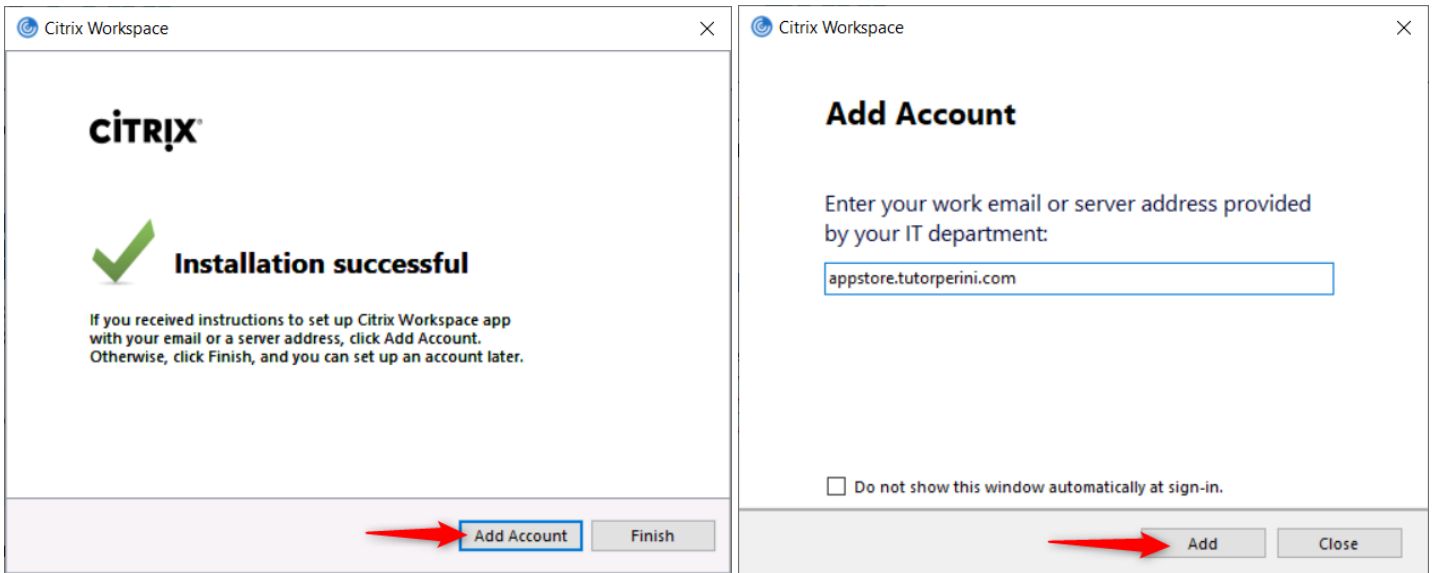 Citrix Workspace
citrix
Installation successful
If you received instructions to set up Citrix Workspace app
with your email or a server address, click Add Account.
Otherwise, click Finish, and you can set up an account later.
Add Account
Finish
Citrix Workspace
Add Account
Enter your work email or server address provided
by your IT department:
appstore.tutorperini.com
Do not show this window automatically at sign-in.
Add
Close